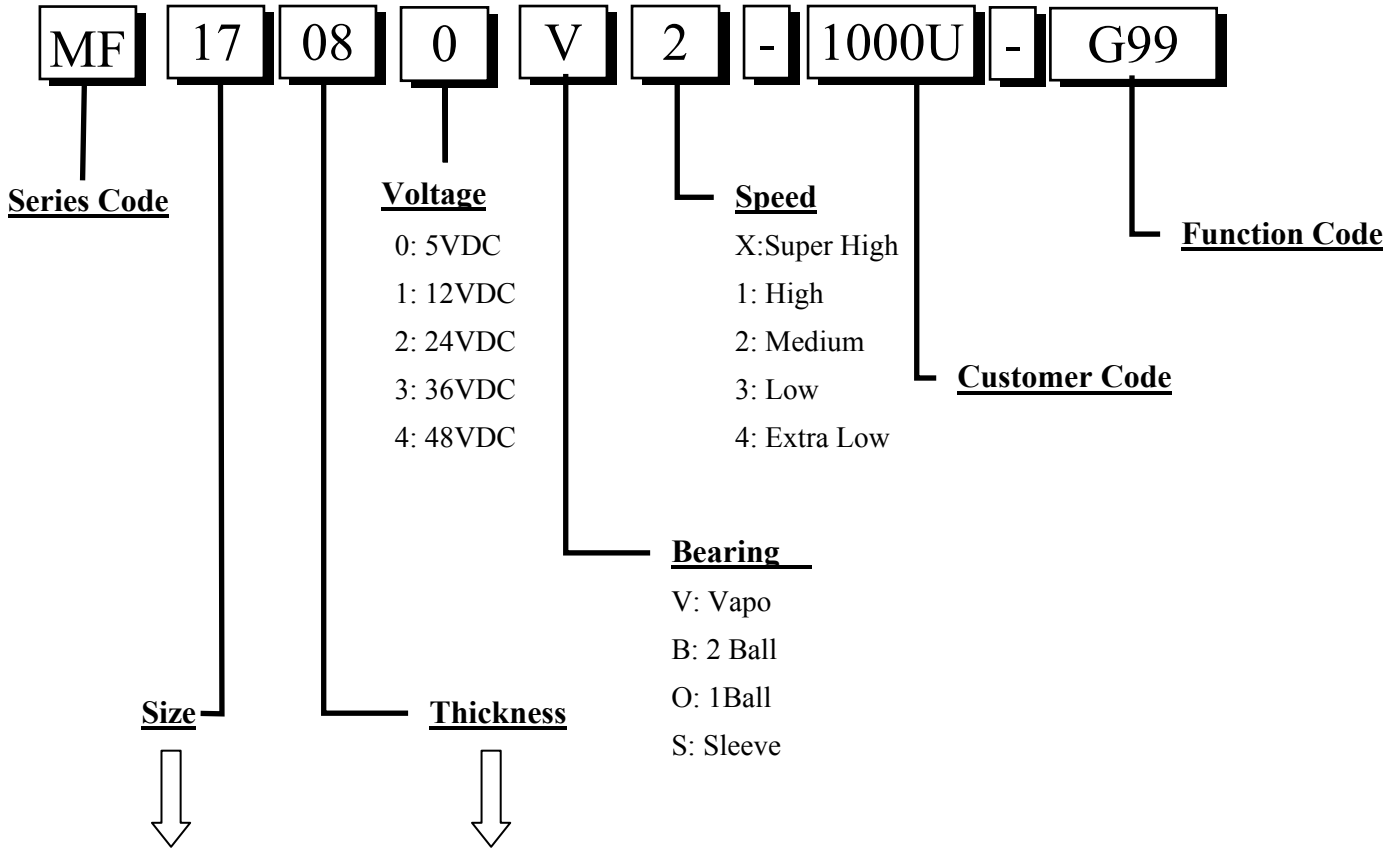 MF 17 08 0 V 2 - 1000U - G99
Series Code
Voltage
0: 5VDC
1: 12VDC
2: 24VDC
3: 36VDC
4: 48VDC
Speed
X:Super High
1: High
2: Medium
3: Low
4: Extra Low
Function Code
Customer Code
Bearing
V: Vapo
B: 2 Ball
O: 1Ball
S: Sleeve
Size
Thickness